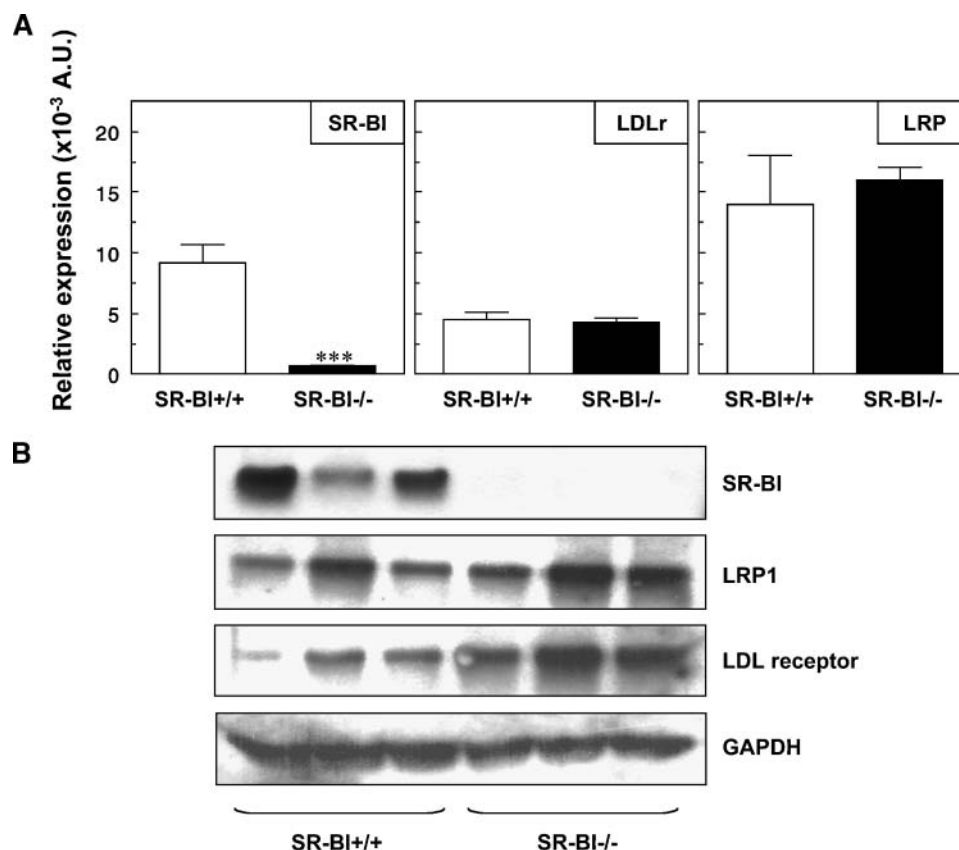 A
Relative expression (x10-3 A.U.)
SR-BI
LDLr
LRP
20
15
10
5
0
***
SR-BI+/+
SR-BI-/-
SR-BI+/+
SR-BI-/-
SR-BI+/+
SR-BI-/-
B
SR-BI
LRP1
LDL receptor
GAPDH
SR-BI+/+
SR-BI-/-